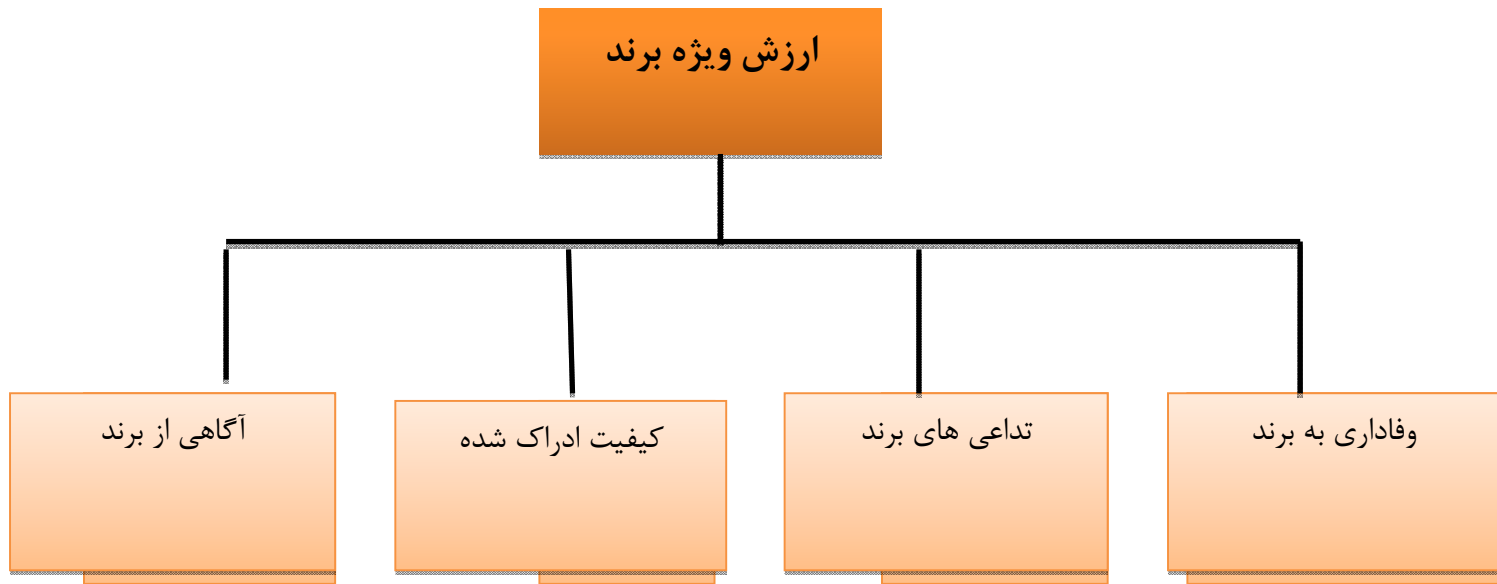 ارزش ویژه برند
وفاداری به برند
تداعی های برند
کیفیت ادراک شده
آگاهی از برند